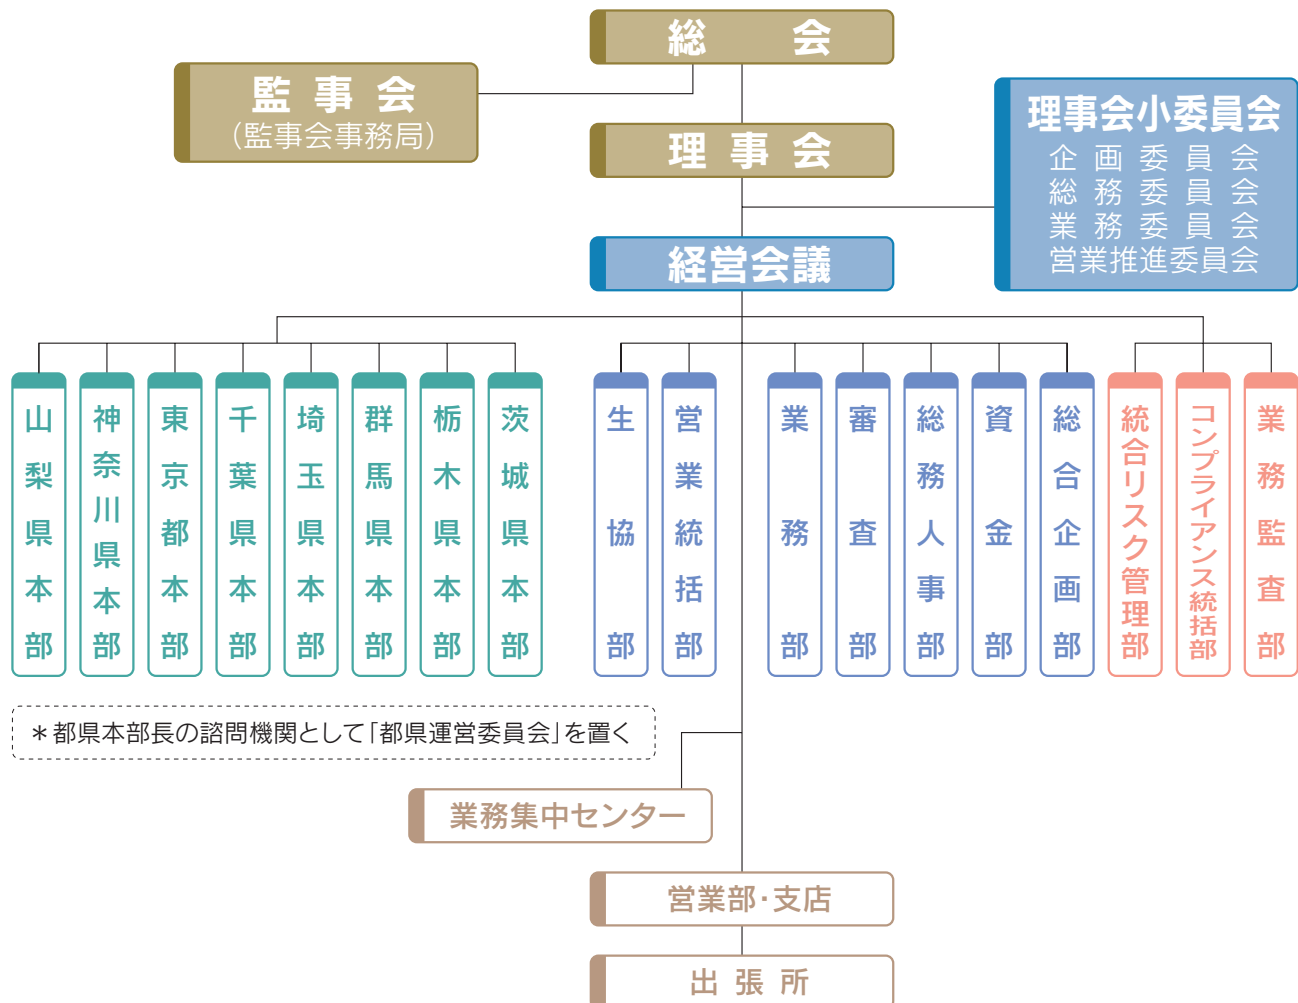 総会
監事会
（監事会事務局）
理事会
理事会小委員会
企画委員会
総務委員会
業務委員会
営業推進委員会
経営会議
山梨県本部
神奈川県本部
東京都本部
千葉県本部
埼玉県本部
群馬県本部
栃木県本部
茨城県本部
生協部
営業統括部
業務部
審査部
総務人事部
資金部
総合企画部
統合リスク管理部
コンプライアンス統括部
業務監査部
＊都県本部長の諮問機関として「都県運営委員会」を置く
業務集中センター
営業部・支店
出張所